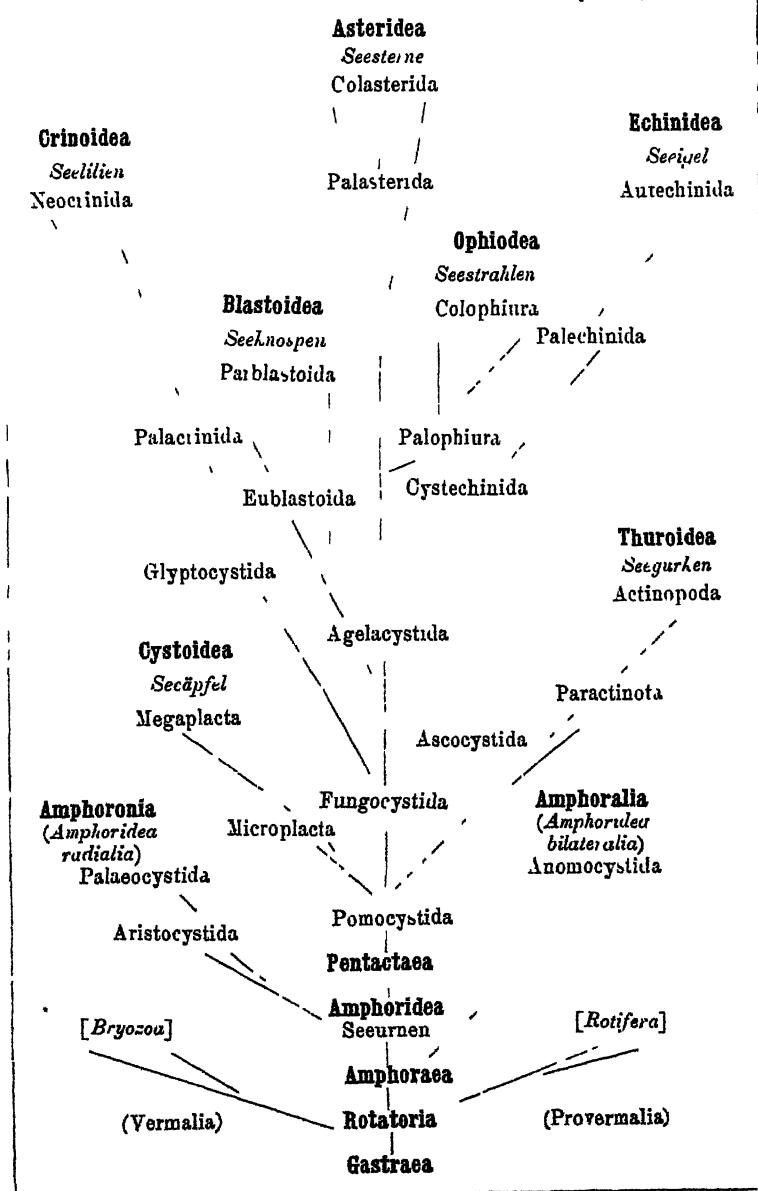 Asteridea
Seesterne
Colasterida
Echinidea
Seeigel
Autechinida
Crinoidea
Seelilien
Neocrinida
Palasterida
Ophiodea
Seestrahlen
Colophiura
Blastoidea
Seeknospen
Parblastoida
Palechinida
Palacrinida
Palophiura
Eublastoida
Cystechinida
Thuroidea
Seegurken
Actinopoda
Glyptocystida
Agelacystida
Cystoidea
Seeäpfel
Megaplacta
Paractinota
Ascocystida
Fungocystida
Amphoronia
(Amphoridea
radialia)
Palaeocystida
Microplacta
Amphoralia
(Amphoridea
bilateralia)
Anomocystida
Pomocystida
Aristocystida
Pentactaea
Amphoridea
Seeurnen
[Bryozoa]
[Rotifera]
Amphoraea
(Vermalia)
Rotatoria
(Provermalia)
Gastraea